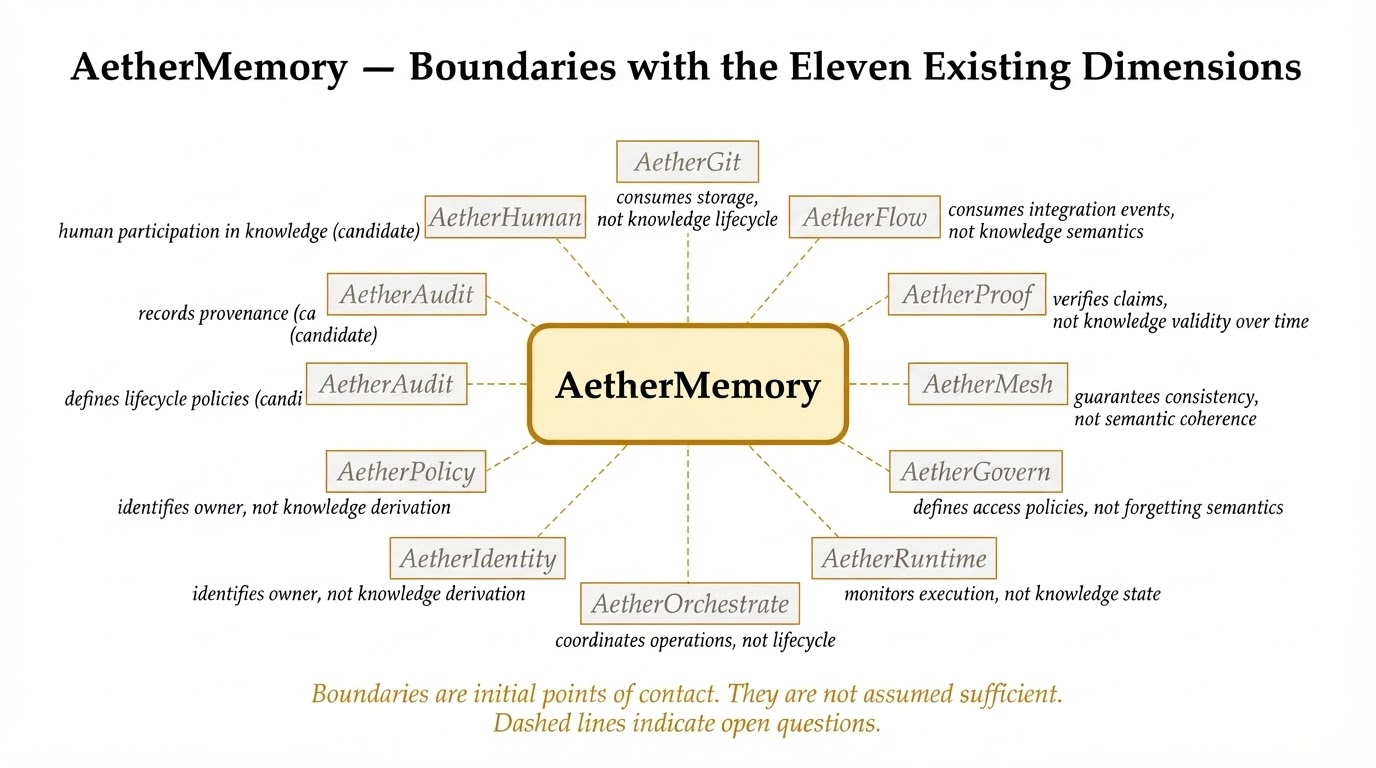 AetherMemory — Boundaries with the Eleven Existing Dimensions
AetherGit
consumes storage,
not knowledge lifecycle
AetherHuman
human participation in knowledge (candidate)
AetherFlow
consumes integration events,
not knowledge semantics
AetherAudit
records provenance (ca
(candidate)
AetherProof
verifies claims,
not knowledge validity over time
AetherAudit
defines lifecycle policies (candi
AetherMemory
AetherMesh
guarantees consistency,
not semantic coherence
AetherPolicy
identifies owner, not knowledge derivation
AetherGovern
defines access policies, not forgetting semantics
AetherIdentity
identifies owner, not knowledge derivation
AetherRuntime
monitors execution, not knowledge state
AetherOrchestrate
coordinates operations, not lifecycle
Boundaries are initial points of contact. They are not assumed sufficient.
Dashed lines indicate open questions.